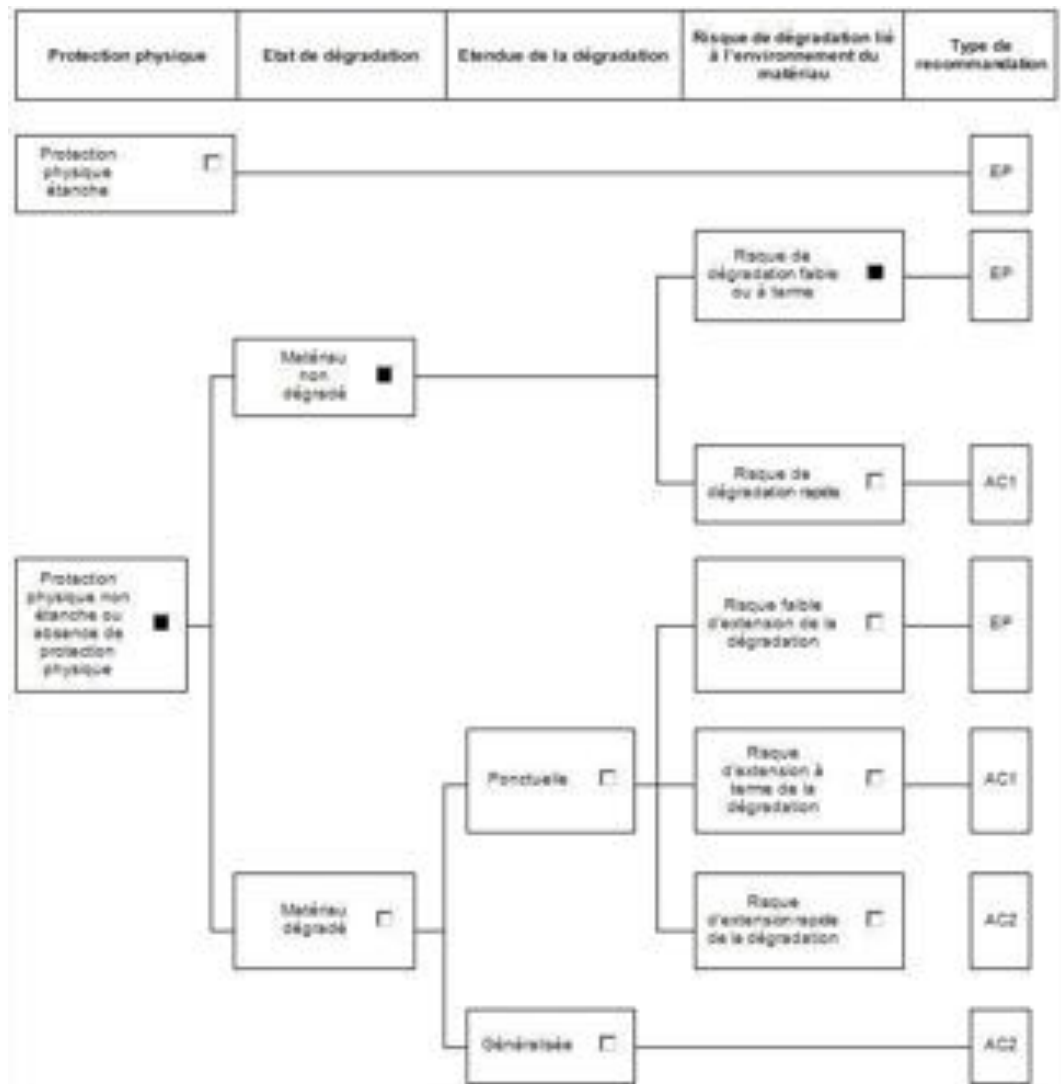 Protection physique
Etat de dégradation
Etendue de la dégradation
Risque de dégradation lié
à l'environnement du
matériau
Type de
recommandation
Protection
physique
étanche
EP
Risque de
dégradation faible
ou à terme
EP
Matériau
non
dégradé
Risque de
dégradation rapide
AC1
Protection
physique non
étanche ou
absence de
protection
physique
Risque faible
d'extension de la
dégradation
EP
Ponctuelle
Risque
d'extension à
terme de la
dégradation
AC1
Matériau
dégradé
Risque
d'extension rapide
de la dégradation
AC2
Généralisée
AC2